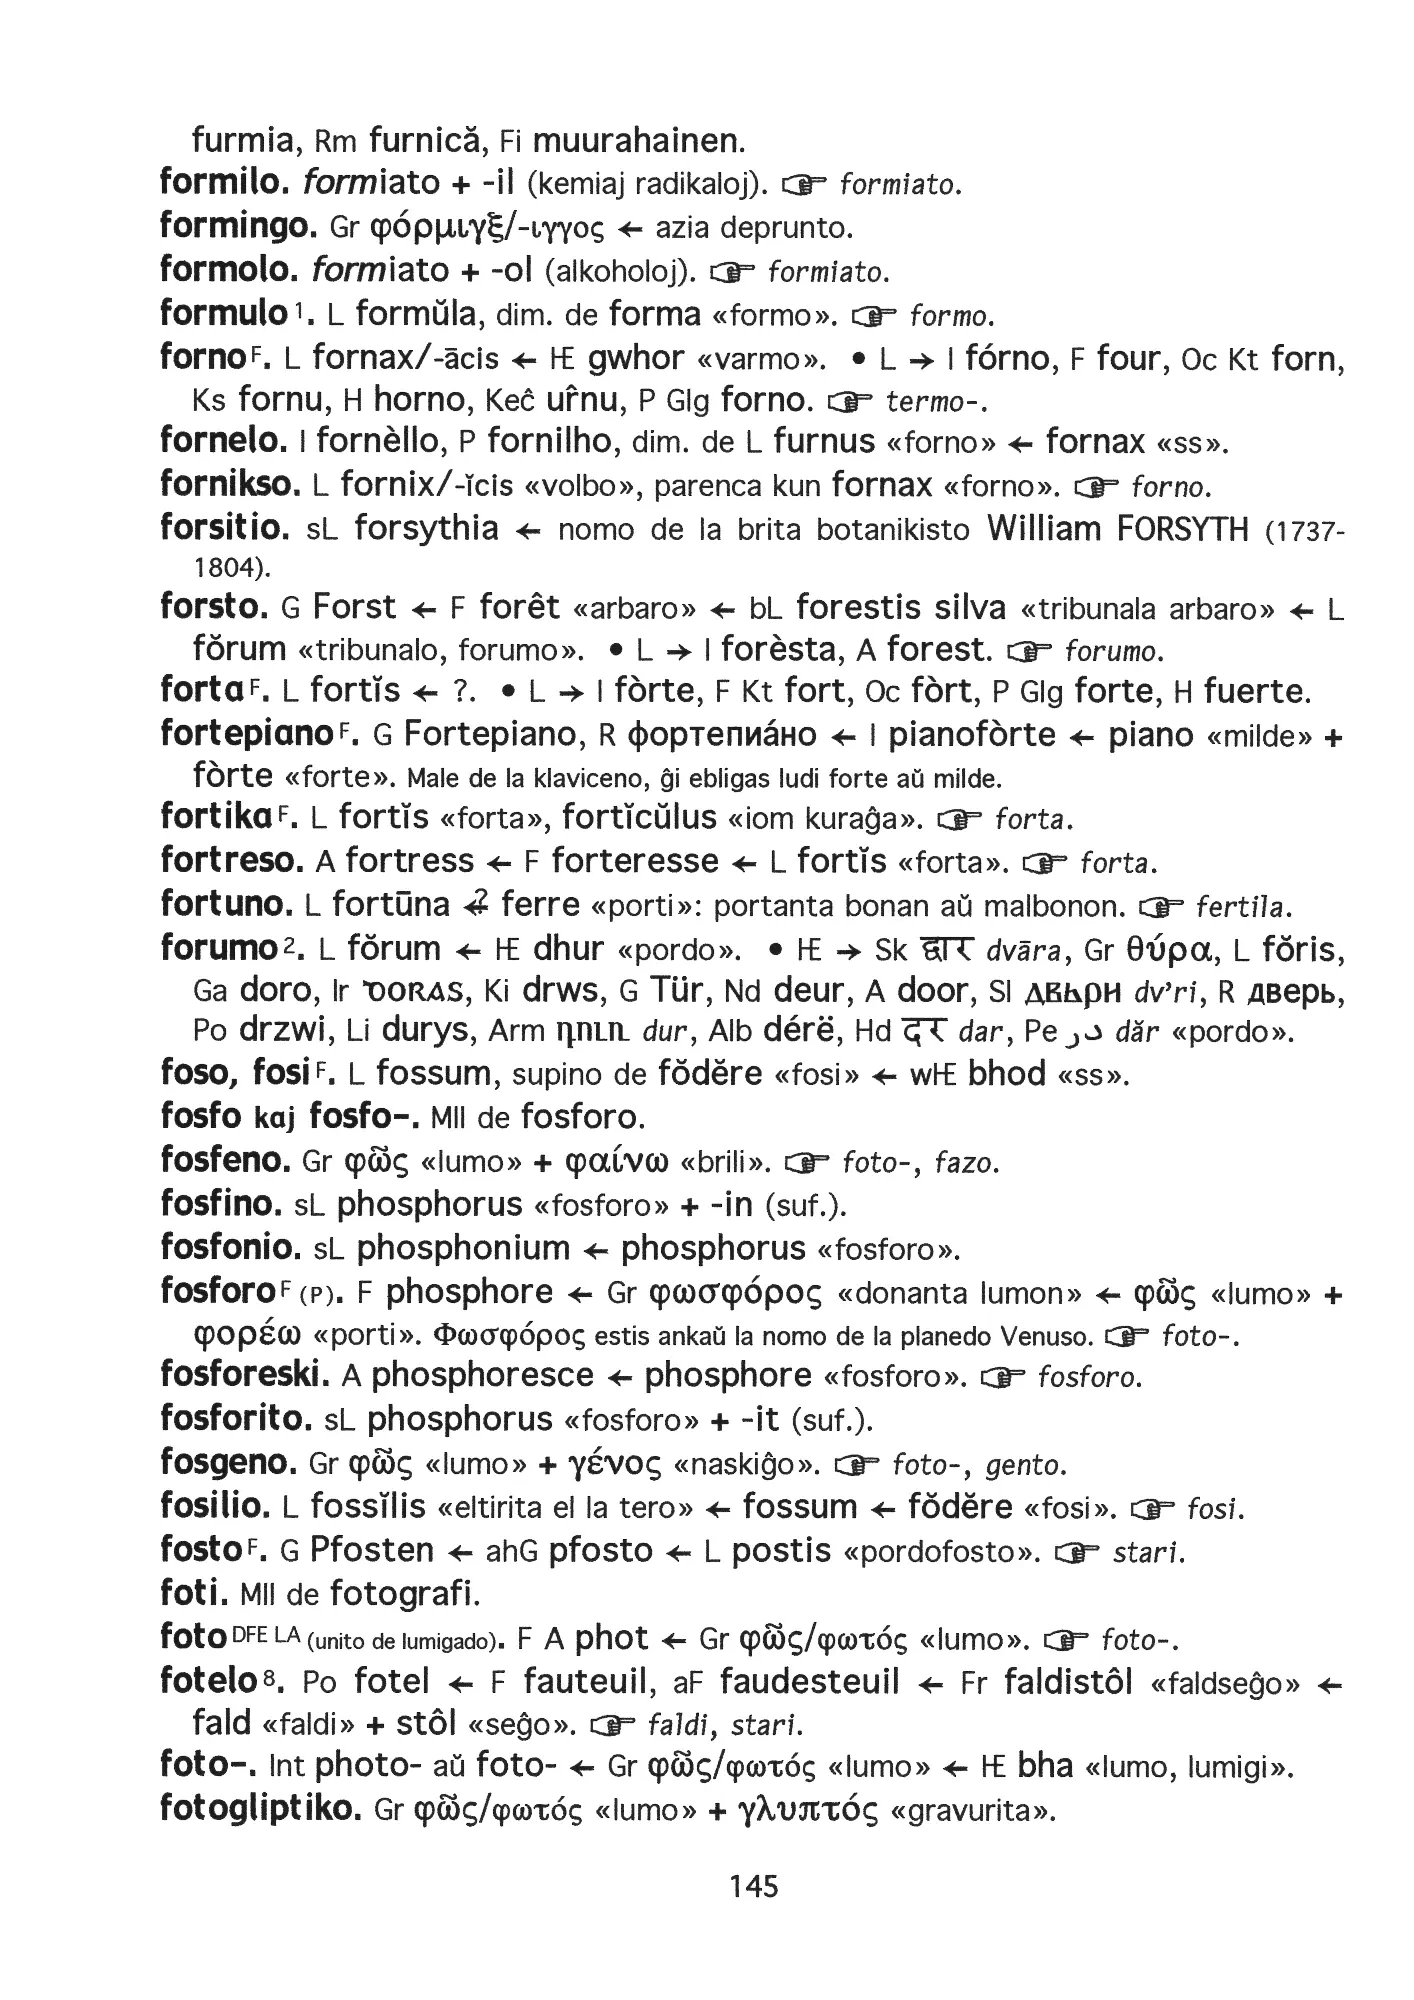 furmia, Rm furnică, Fi muurahainen.
formilo. formiato + -il (kemiaj radikaloj). ☞ formiato.
formingo. Gr φόρμιγξ/-ιγγος ← azia deprunto.
formolo. formiato + -ol (alkoholoj). ☞ formiato.
formulo 1. L formŭla, dim. de forma «formo». ☞ formo.
forno F. L fornax/-ācis ← IE gwhor «varmo». • L → I fórno, F four, Oc Kt forn,
Ks fornu, H horno, Keĉ ur̂nu, P Glg forno. ☞ termo-.
fornelo. I fornèllo, P fornilho, dim. de L furnus «forno» ← fornax «ss».
fornikso. L fornix/-ĭcis «volbo», parenca kun fornax «forno». ☞ forno.
forsitio. sL forsythia ← nomo de la brita botanikisto William FORSYTH (1737-
1804).
forsto. G Forst ← F forêt «arbaro» ← bL forestis silva «tribunala arbaro» ← L
fŏrum «tribunalo, forumo». • L → I forèsta, A forest. ☞ forumo.
forta F. L fortĭs ← ?. • L → I fòrte, F Kt fort, Oc fòrt, P Glg forte, H fuerte.
fortepiano F. G Fortepiano, R фортепиáно ← I pianofòrte ← piano «milde» +
fòrte «forte». Male de la klaviceno, ĝi ebligas ludi forte aŭ milde.
fortika F. L fortĭs «forta», fortĭcŭlus «iom kuraĝa». ☞ forta.
fortreso. A fortress ← F forteresse ← L fortĭs «forta». ☞ forta.
fortuno. L fortūna ←? ferre «porti»: portanta bonan aŭ malbonon. ☞ fertila.
forumo 2. L fŏrum ← IE dhur «pordo». • IE → Sk द्वार dvāra, Gr θύρα, L fŏris,
Ga doro, Ir DORAS, Ki drws, G Tür, Nd deur, A door, Sl двьри dv’ri, R дверь,
Po drzwi, Li durys, Arm դուռ dur, Alb dérë, Hd दर dar, Pe در dăr «pordo».
foso, fosi F. L fossum, supino de fŏdĕre «fosi» ← wIE bhod «ss».
fosfo kaj fosfo-. Mll de fosforo.
fosfeno. Gr φῶς «lumo» + φαίνω «brili». ☞ foto-, fazo.
fosfino. sL phosphorus «fosforo» + -in (suf.).
fosfonio. sL phosphonium ← phosphorus «fosforo».
fosforo F (P). F phosphore ← Gr φωσφόρος «donanta lumon» ← φῶς «lumo» +
φορέω «porti». Φωσφόρος estis ankaŭ la nomo de la planedo Venuso. ☞ foto-.
fosforeski. A phosphoresce ← phosphore «fosforo». ☞ fosforo.
fosforito. sL phosphorus «fosforo» + -it (suf.).
fosgeno. Gr φῶς «lumo» + γένος «naskiĝo». ☞ foto-, gento.
fosilio. L fossĭlis «eltirita el la tero» ← fossum ← fŏdĕre «fosi». ☞ fosi.
fosto F. G Pfosten ← ahG pfosto ← L postis «pordofosto». ☞ stari.
foti. Mll de fotografi.
foto DFE LA (unito de lumigado). F A phot ← Gr φῶς/φωτός «lumo». ☞ foto-.
fotelo 8. Po fotel ← F fauteuil, aF faudesteuil ← Fr faldistôl «faldseĝo» ←
fald «faldi» + stôl «seĝo». ☞ faldi, stari.
foto-. Int photo- aŭ foto- ← Gr φῶς/φωτός «lumo» ← IE bha «lumo, lumigi».
fotogliptiko. Gr φῶς/φωτός «lumo» + γλυπτός «gravurita».
145